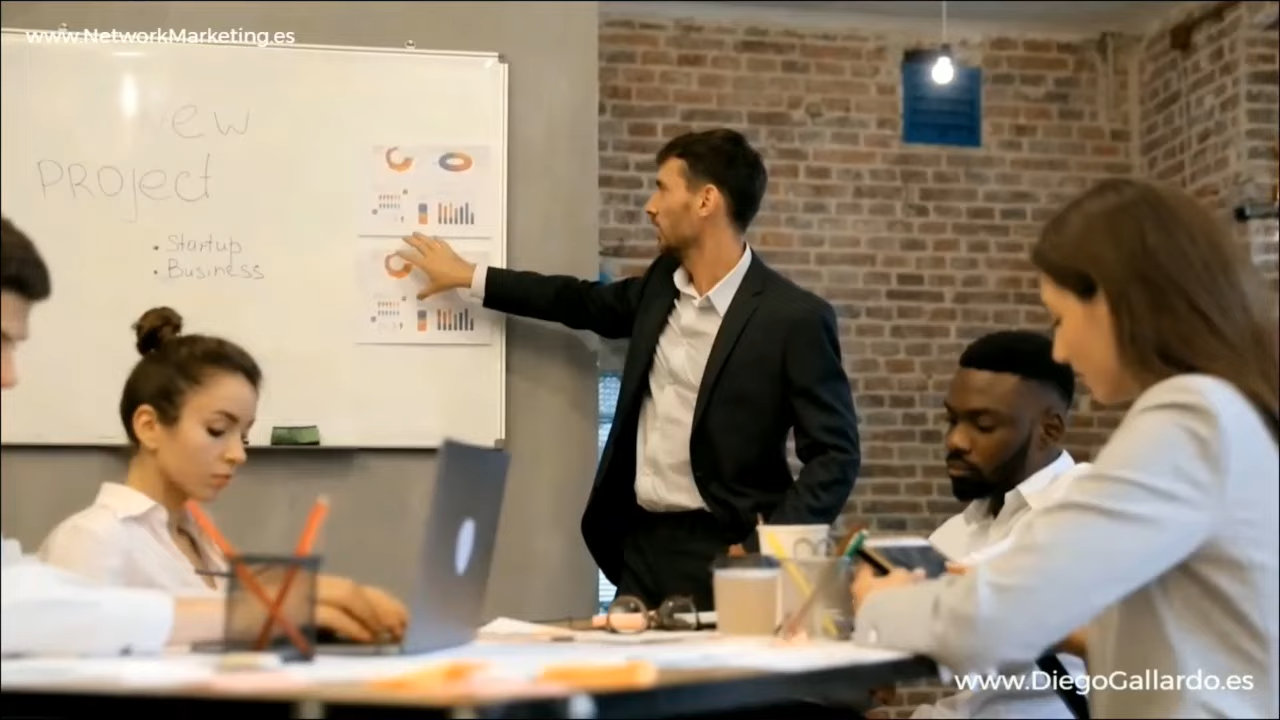 www.NetworkMarketing.es
ew
PROject
• Startup
• Business
www.DiegoGallardo.es